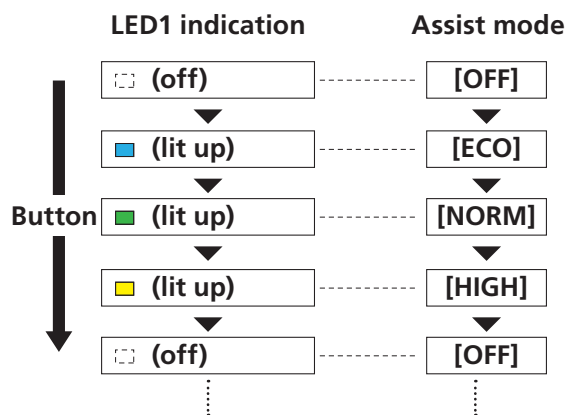 LED1 indication Assist mode
(off) [OFF]
(lit up) [ECO]
Button (lit up) [NORM]
(lit up) [HIGH]
(off) [OFF]